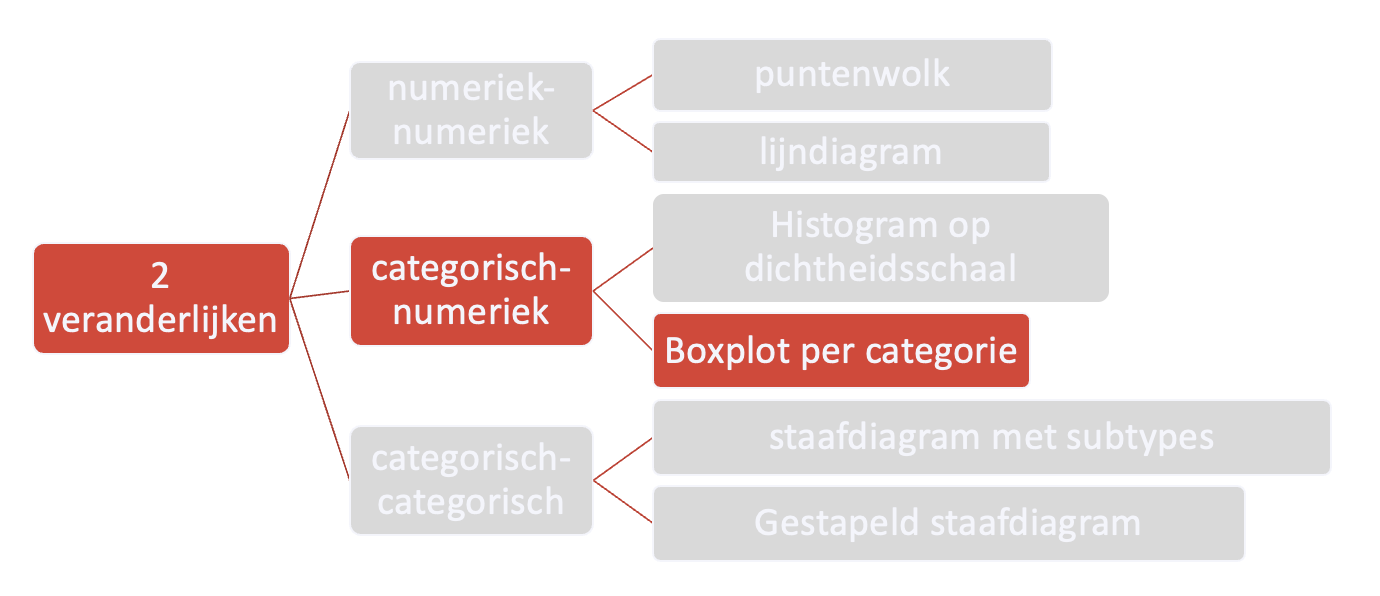 2
veranderlijken
numeriek-
numeriek
puntenwolk
lijndiagram
categorisch-
numeriek
Histogram op
dichtheidsschaal
Boxplot per categorie
categorisch-
categorisch
staafdiagram met subtypes
Gestapeld staafdiagram